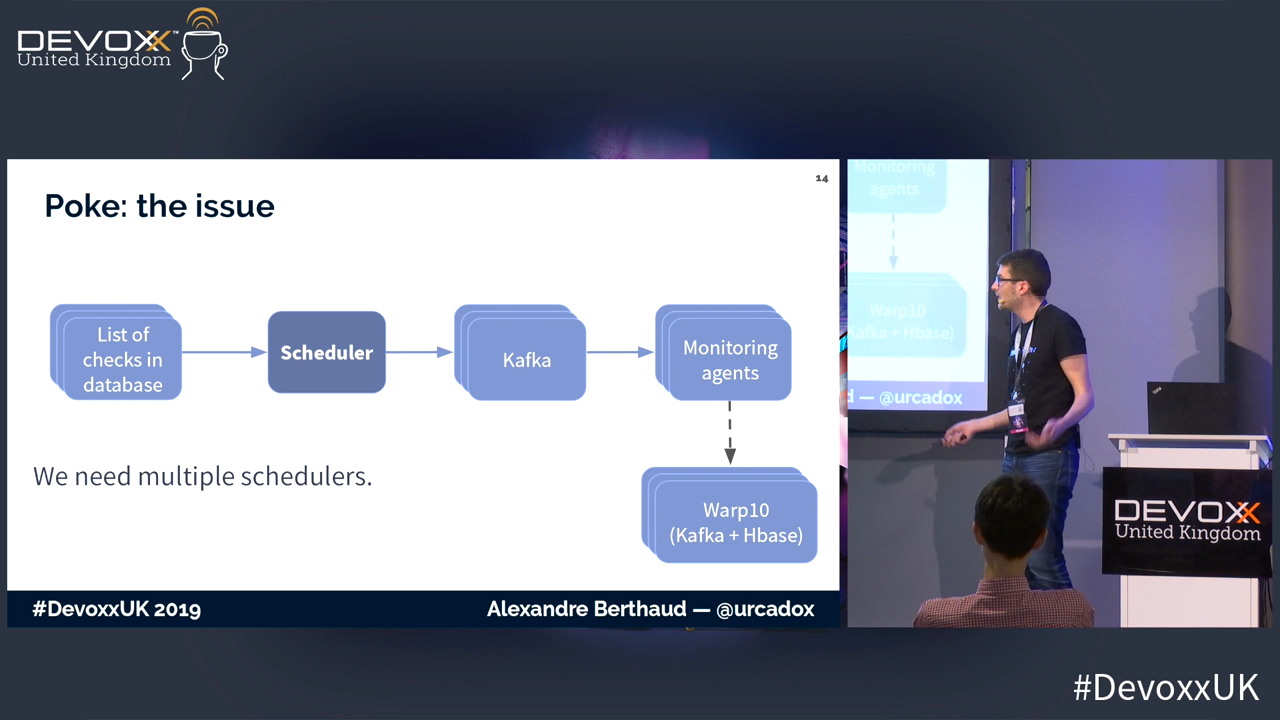 DEVOXX™
United Kingdom
14
Poke: the issue
List of
checks in
database
Scheduler
Kafka
Monitoring
agents
We need multiple schedulers.
Warp10
(Kafka + Hbase)
#DevoxxUK 2019
Alexandre Berthaud — @urcadox
Monitoring
agents
Warp10
Kafka + Hbase)
d — @urcadox
DEVOXX
United Kingdom
#DevoxxUK